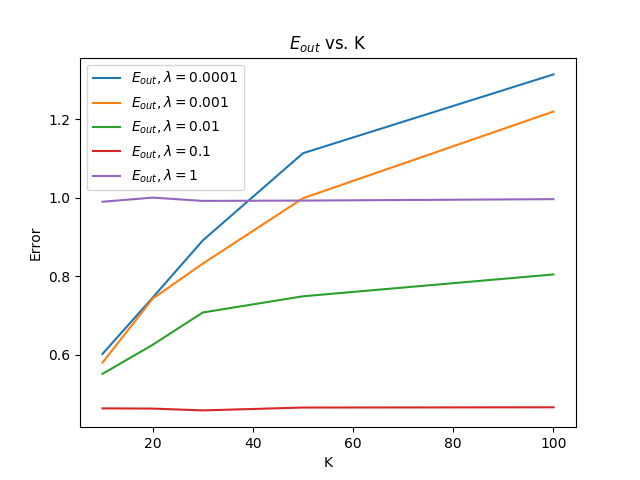 E_out vs. K
E_out, λ = 0.0001
E_out, λ = 0.001
E_out, λ = 0.01
E_out, λ = 0.1
E_out, λ = 1
Error
1.2
1.0
0.8
0.6
20 40 60 80 100
K